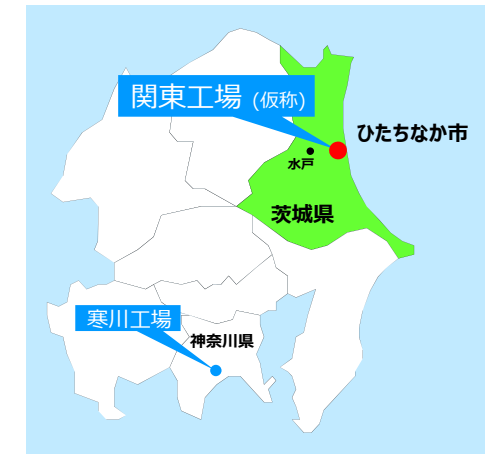 関東工場 (仮称)
ひたちなか市
水戸
茨城県
寒川工場
神奈川県